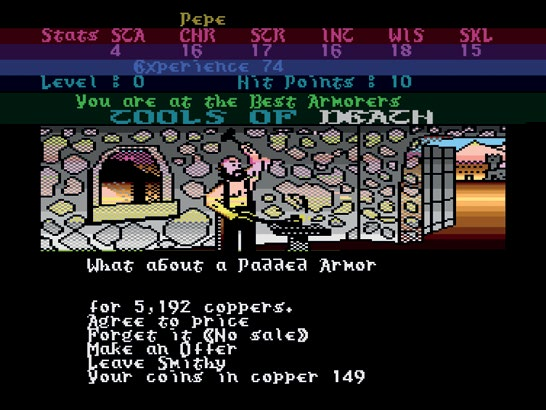 Pepe
Stats STA CHR STR INT WIS SKL
4 16 17 16 18 15
Experience 74
Level : 0 Hit Points : 10
You are at the Best Armorers
TOOLS OF DEATH
What about a Padded Armor
for 5,192 coppers.
Agree to price
Forget it (No sale)
Make an Offer
Leave Smithy
Your coins in copper 149